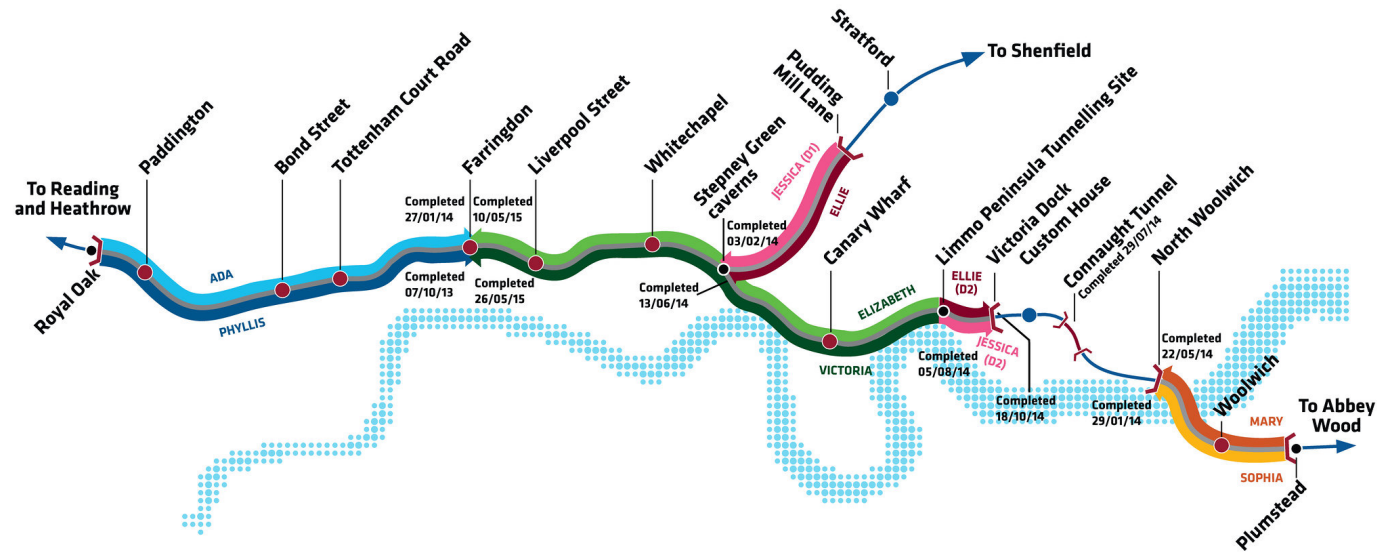 To Reading
and Heathrow
Royal Oak
Paddington
ADA
PHYLLIS
Bond Street
Tottenham Court Road
Farringdon
Completed
27/01/14
Completed
07/10/13
Completed
10/05/15
Completed
26/05/15
Liverpool Street
Whitechapel
Stepney Green
caverns
Completed
03/02/14
Completed
13/06/14
JESSICA (D1)
ELLIE
Pudding
Mill Lane
Stratford
To Shenfield
Canary Wharf
ELIZABETH
VICTORIA
Limmo Peninsula Tunnelling Site
Completed
05/08/14
ELLIE
(D2)
JESSICA
(D2)
Victoria Dock
Completed
18/10/14
Custom House
Connaught Tunnel
Completed 29/07/14
North Woolwich
Completed
22/05/14
Completed
29/01/14
Woolwich
MARY
SOPHIA
To Abbey
Wood
Plumstead